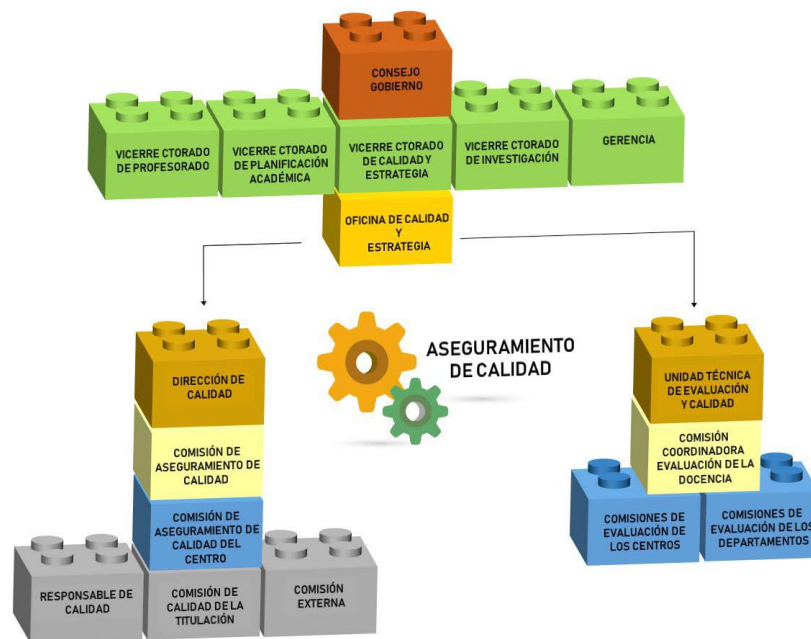 CONSEJO
GOBIERNO
VICERRE CTORADO
DE PROFESORADO
VICERRE CTORADO
DE PLANIFICACIÓN
ACADÉMICA
VICERRE CTORADO
DE CALIDAD Y
ESTRATEGIA
VICERRE CTORADO
DE INVESTIGACIÓN
GERENCIA
OFICINA DE CALIDAD
Y
ESTRATEGIA
ASEGURAMIENTO
DE CALIDAD
DIRECCIÓN DE
CALIDAD
COMISIÓN DE
ASEGURAMIENTO DE
CALIDAD
COMISIÓN DE
ASEGURAMIENTO DE
CALIDAD DEL
CENTRO
RESPONSABLE DE
CALIDAD
COMISIÓN DE
CALIDAD DE LA
TITULACIÓN
COMISIÓN
EXTERNA
UNIDAD TÉCNICA
DE EVALUACIÓN
Y CALIDAD
COMISIÓN
COORDINADORA
EVALUACIÓN DE LA
DOCENCIA
COMISIONES DE
EVALUACIÓN DE
LOS CENTROS
COMISIONES DE
EVALUACIÓN DE LOS
DEPARTAMENTOS